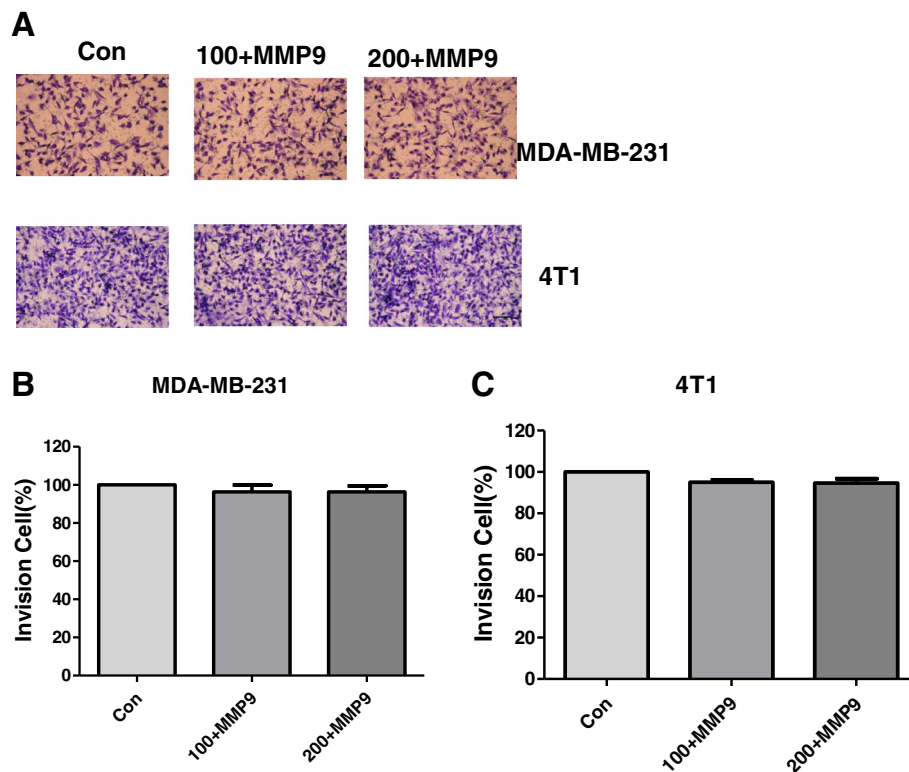 A
Con 100+MMP9 200+MMP9
MDA-MB-231
4T1
B MDA-MB-231
120
100
80
60
40
20
0
Invision Cell(%)
Con
100+MMP9
200+MMP9
C 4T1
120
100
80
60
40
20
0
Invision Cell(%)
Con
100+MMP9
200+MMP9